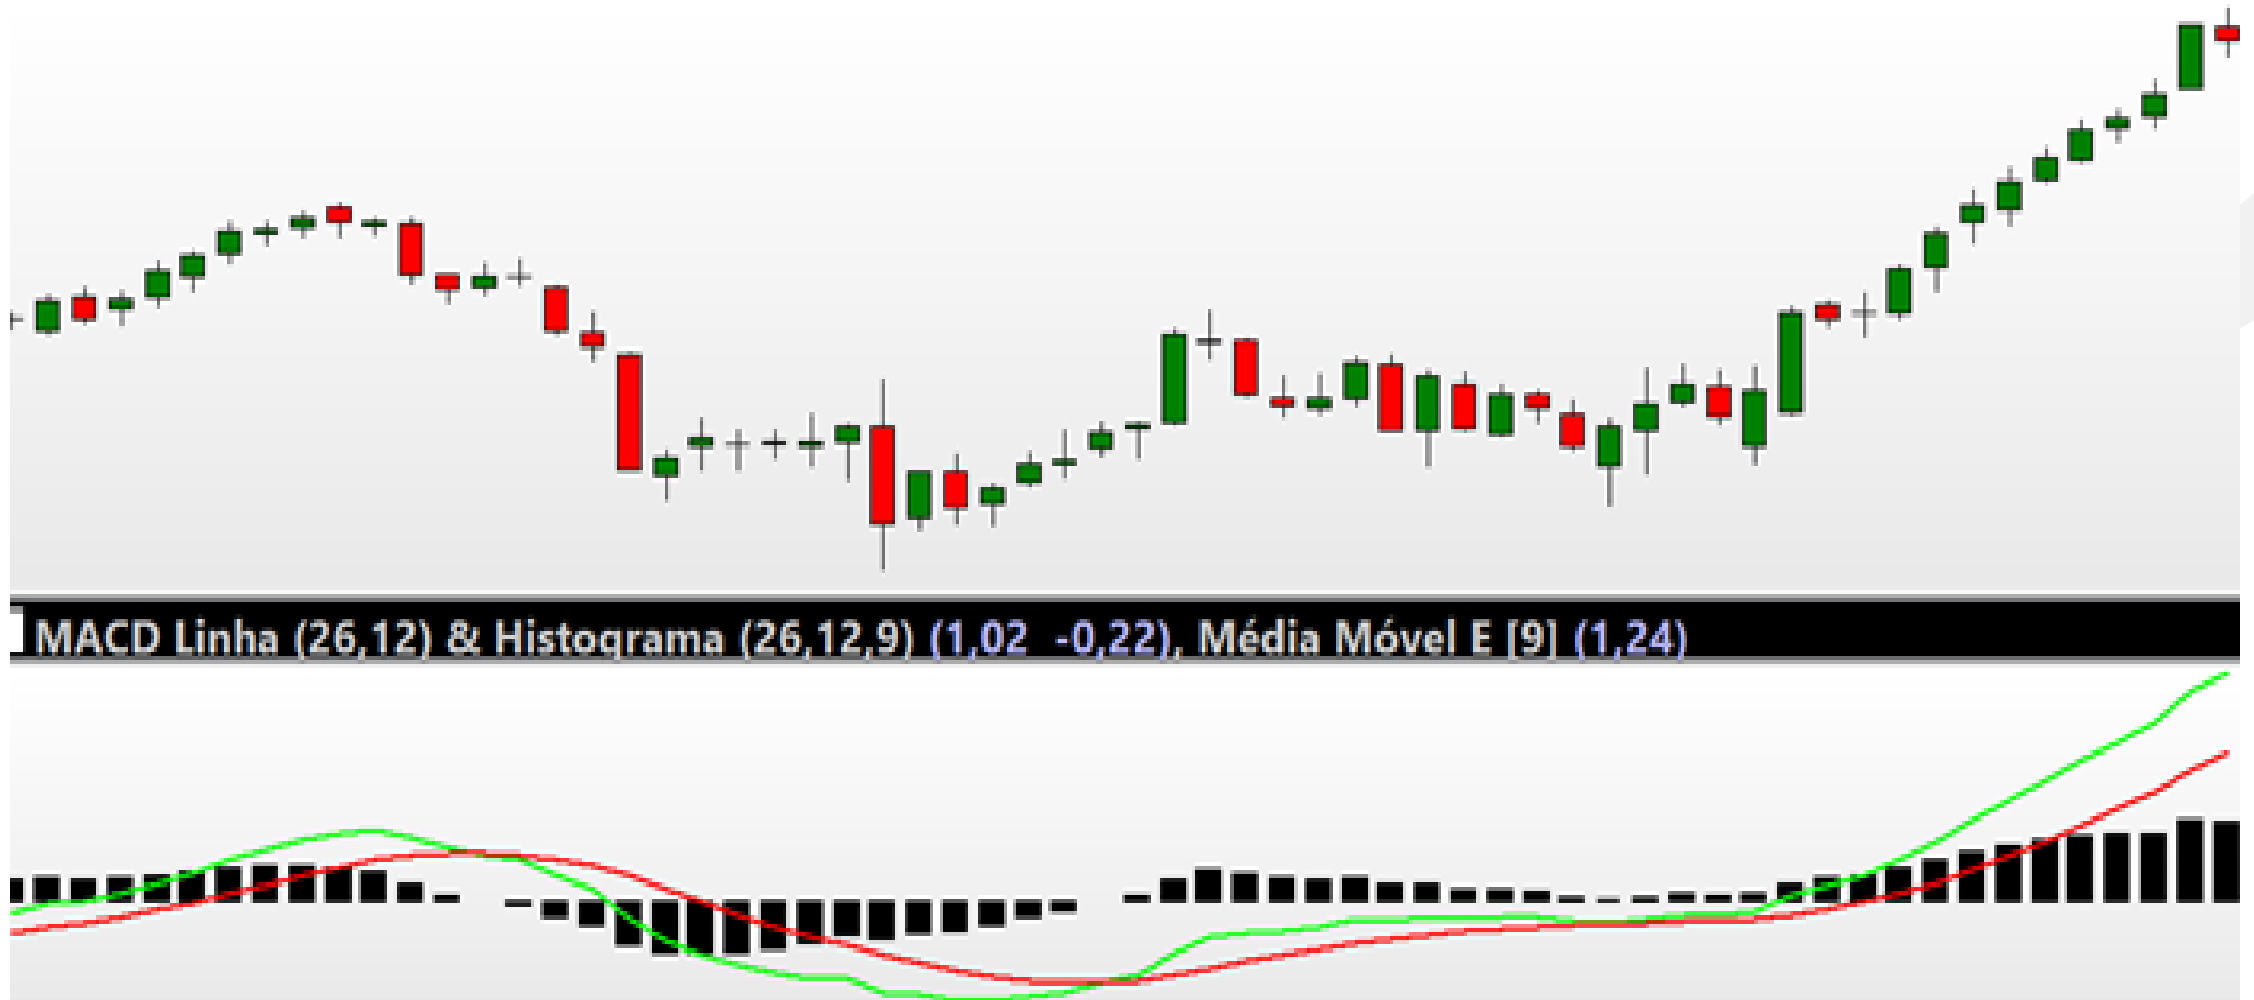 MACD Linha (26,12) & Histograma (26,12,9) (1,02 -0,22), Média Móvel E [9] (1,24)